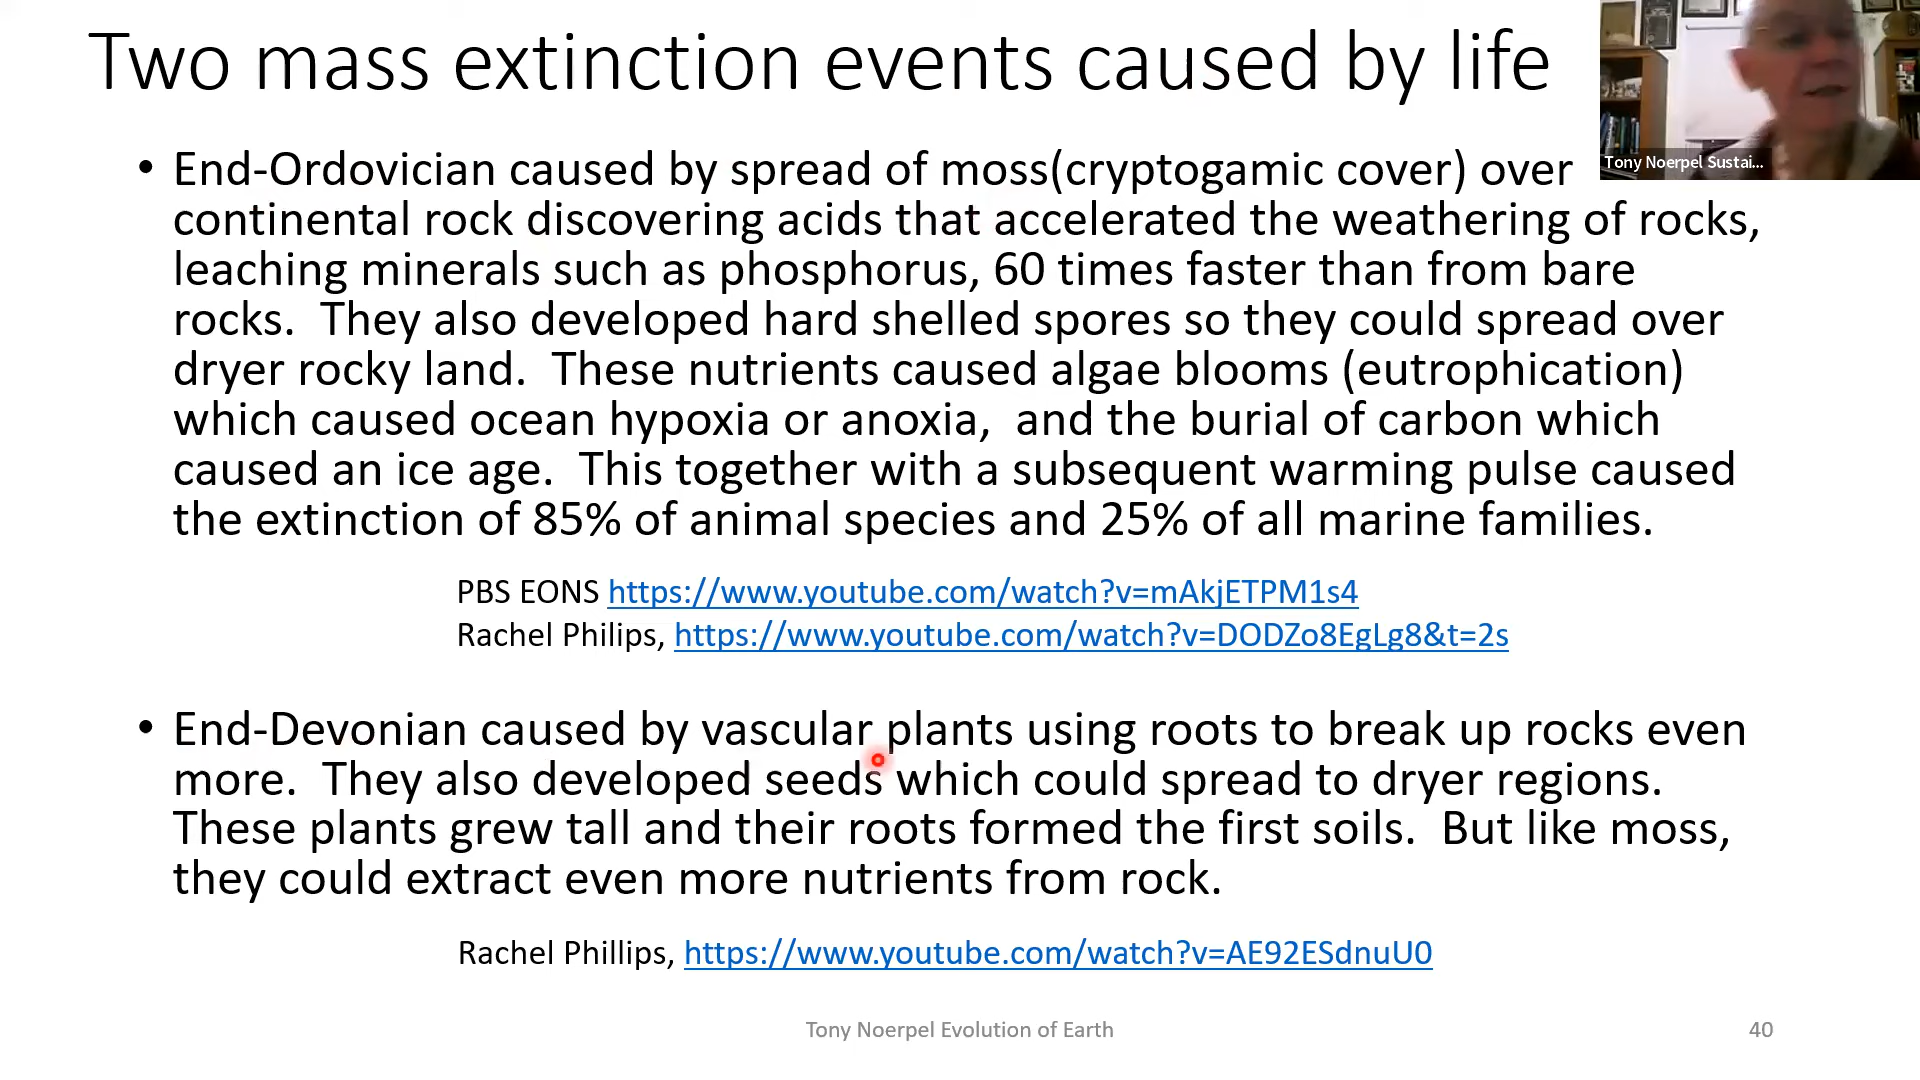 Two mass extinction events caused by life
Tony Noerpel Sustai...
• End-Ordovician caused by spread of moss(cryptogamic cover) over
continental rock discovering acids that accelerated the weathering of rocks,
leaching minerals such as phosphorus, 60 times faster than from bare
rocks.  They also developed hard shelled spores so they could spread over
dryer rocky land.  These nutrients caused algae blooms (eutrophication)
which caused ocean hypoxia or anoxia,  and the burial of carbon which
caused an ice age.  This together with a subsequent warming pulse caused
the extinction of 85% of animal species and 25% of all marine families.
PBS EONS https://www.youtube.com/watch?v=mAkjETPM1s4
Rachel Philips, https://www.youtube.com/watch?v=DODZo8EgLg8&t=2s
• End-Devonian caused by vascular plants using roots to break up rocks even
more.  They also developed seeds which could spread to dryer regions.
These plants grew tall and their roots formed the first soils.  But like moss,
they could extract even more nutrients from rock.
Rachel Phillips, https://www.youtube.com/watch?v=AE92ESdnuU0
Tony Noerpel Evolution of Earth
40